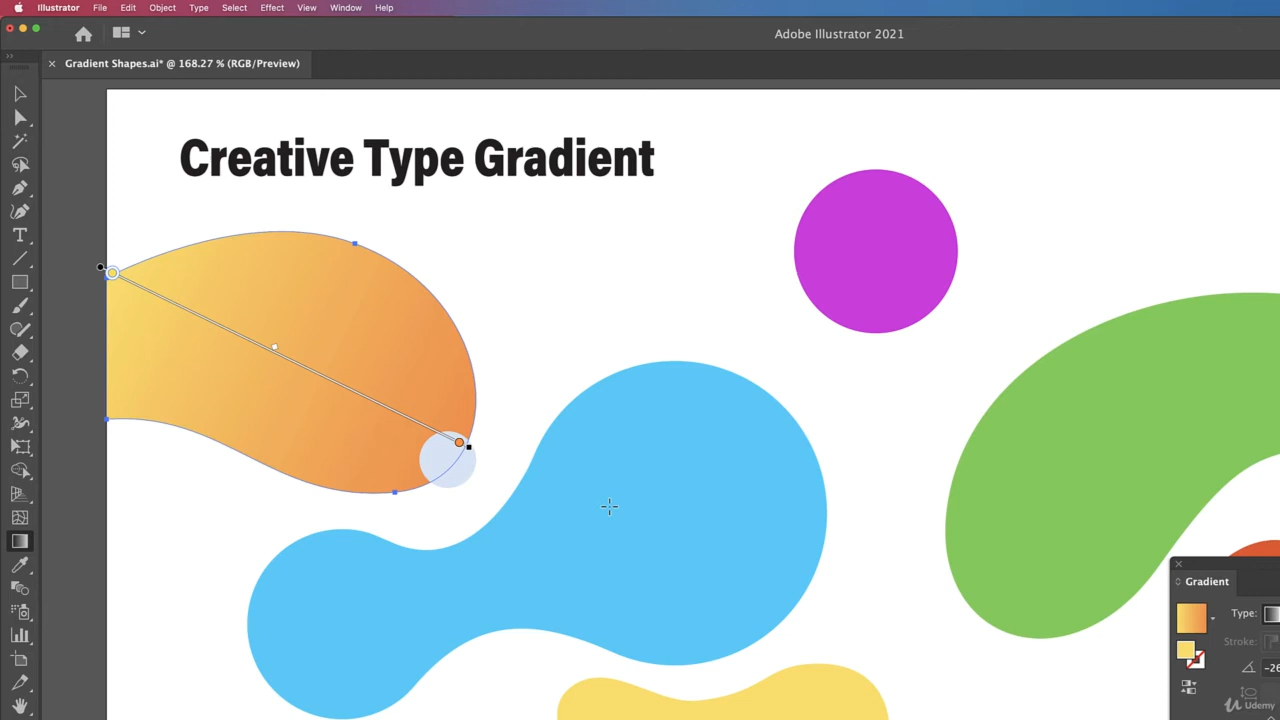 Illustrator File Edit Object Type Select Effect View Window Help
Adobe Illustrator 2021
Gradient Shapes.ai* @ 168.27 % (RGB/Preview)
Creative Type Gradient
Gradient
Type:
Stroke:
-26
Udemy